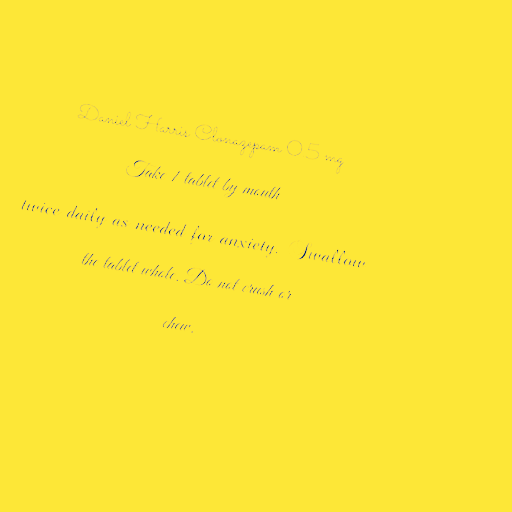 Daniel Harris Clonazepam 0.5 mg
Take 1 tablet by mouth
twice daily as needed for anxiety. Swallow
the tablet whole. Do not crush or
chew.